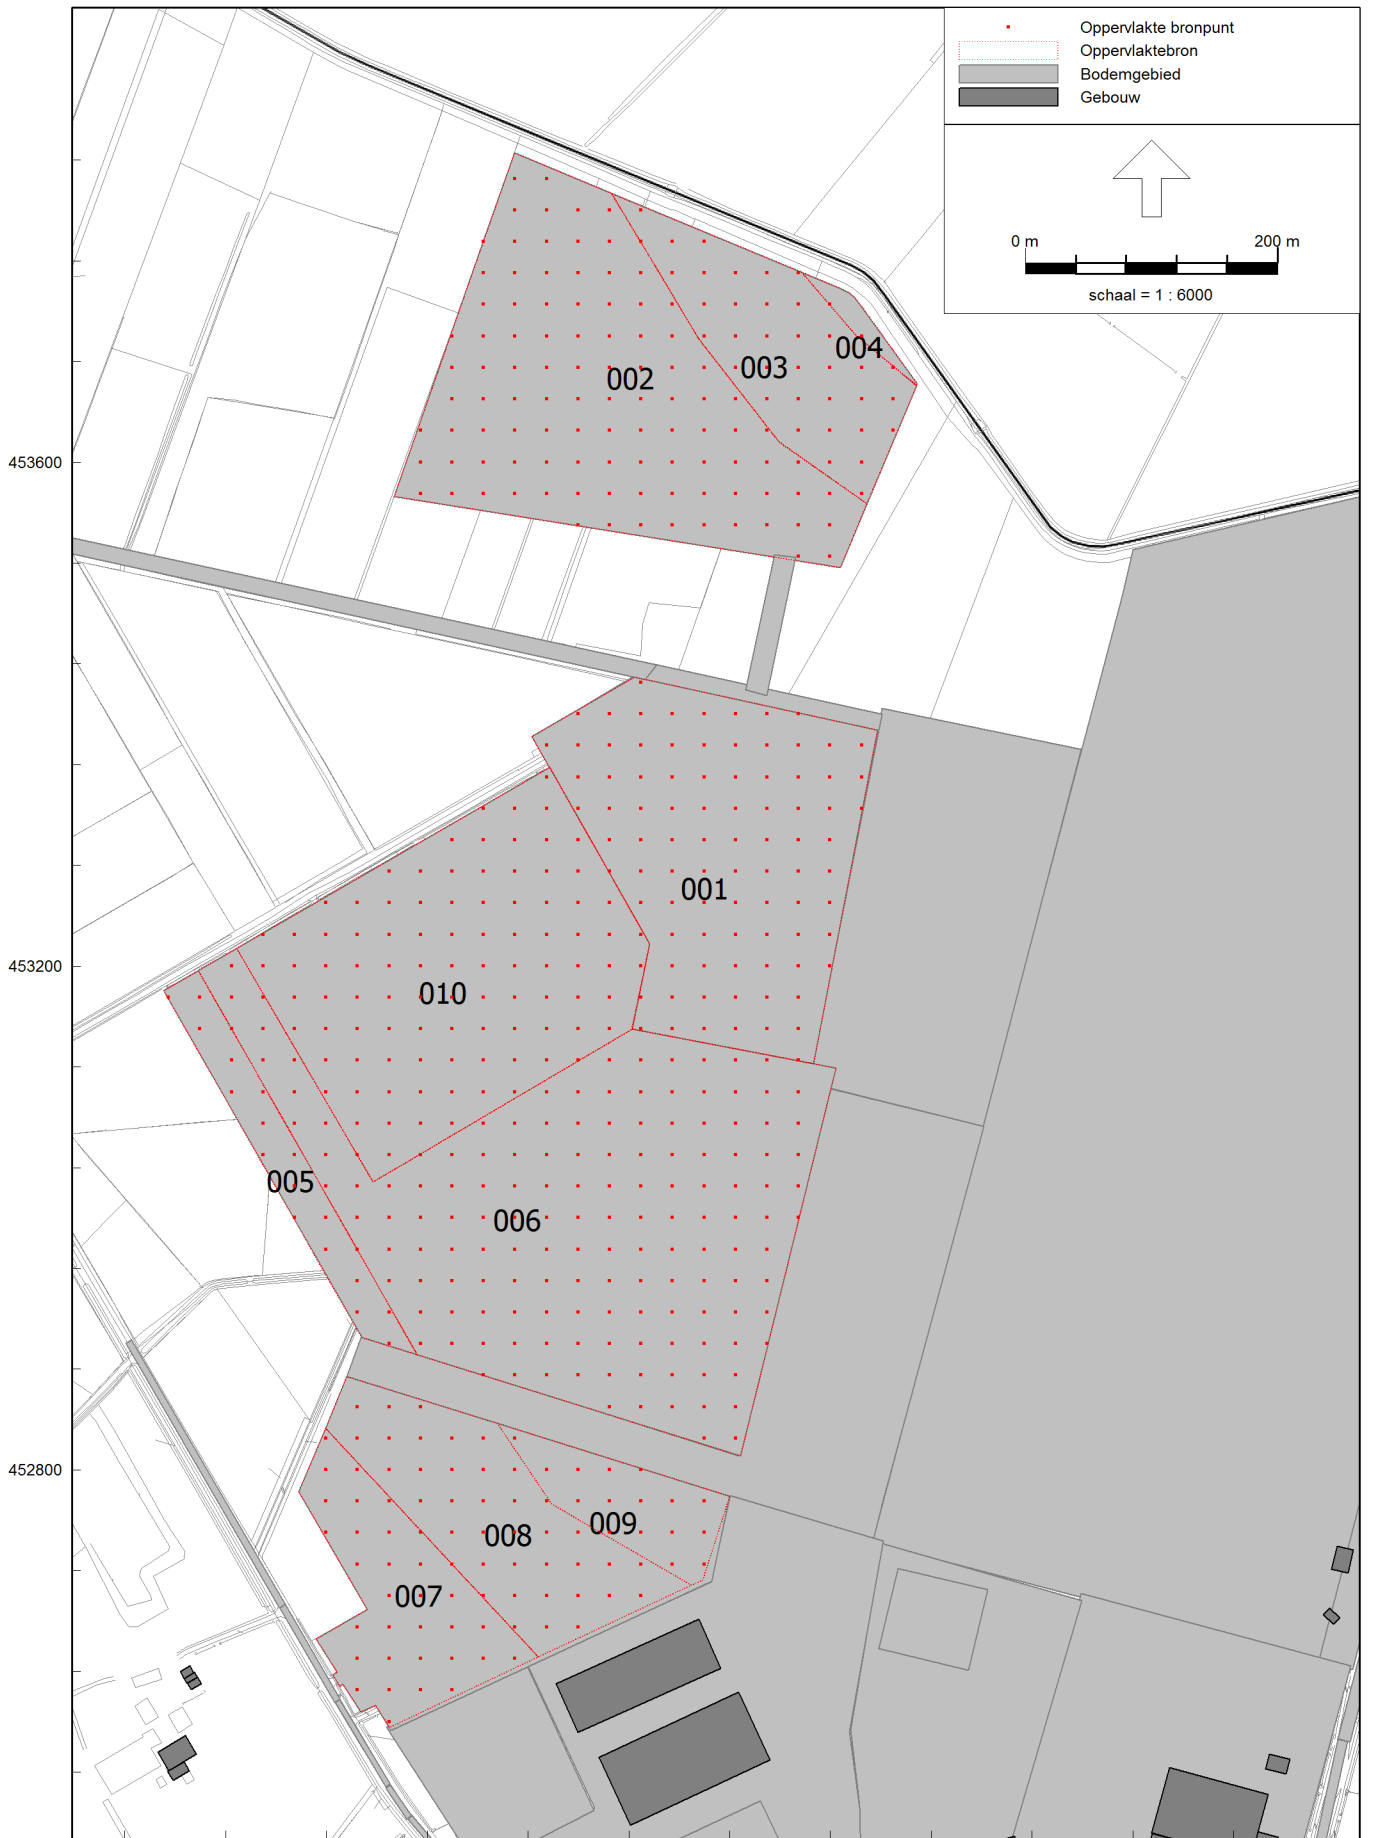 Oppervlakte bronpunt
Oppervlaktebron
Bodemgebied
Gebouw
0 m 200 m
schaal = 1 : 6000
004
003
002
453600
001
453200
010
005
006
452800
009
008
007